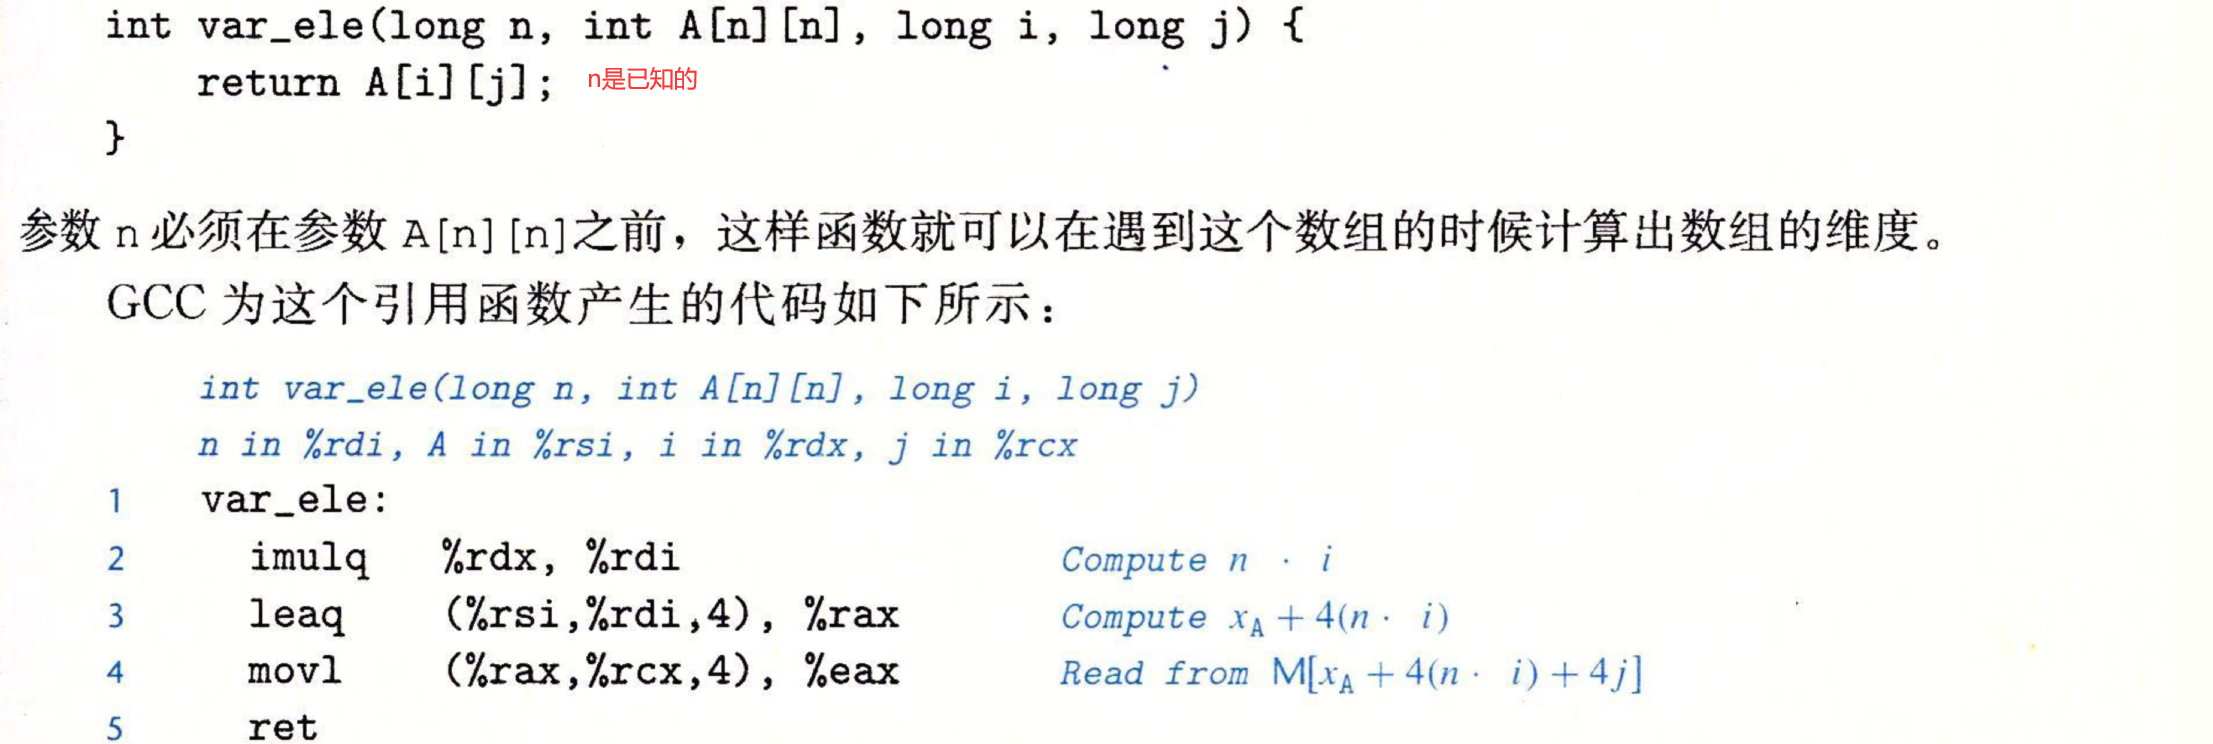 int var_ele(long n, int A[n][n], long i, long j) {
return A[i][j]; n是已知的
}
参数 n 必须在参数 A[n][n]之前，这样函数就可以在遇到这个数组的时候计算出数组的维度。
GCC 为这个引用函数产生的代码如下所示：
int var_ele(long n, int A[n][n], long i, long j)
n in %rdi, A in %rsi, i in %rdx, j in %rcx
1 var_ele:
2 imulq %rdx, %rdi Compute n · i
3 leaq (%rsi,%rdi,4), %rax Compute xA + 4(n · i)
4 movl (%rax,%rcx,4), %eax Read from M[xA + 4(n · i) + 4j]
5 ret